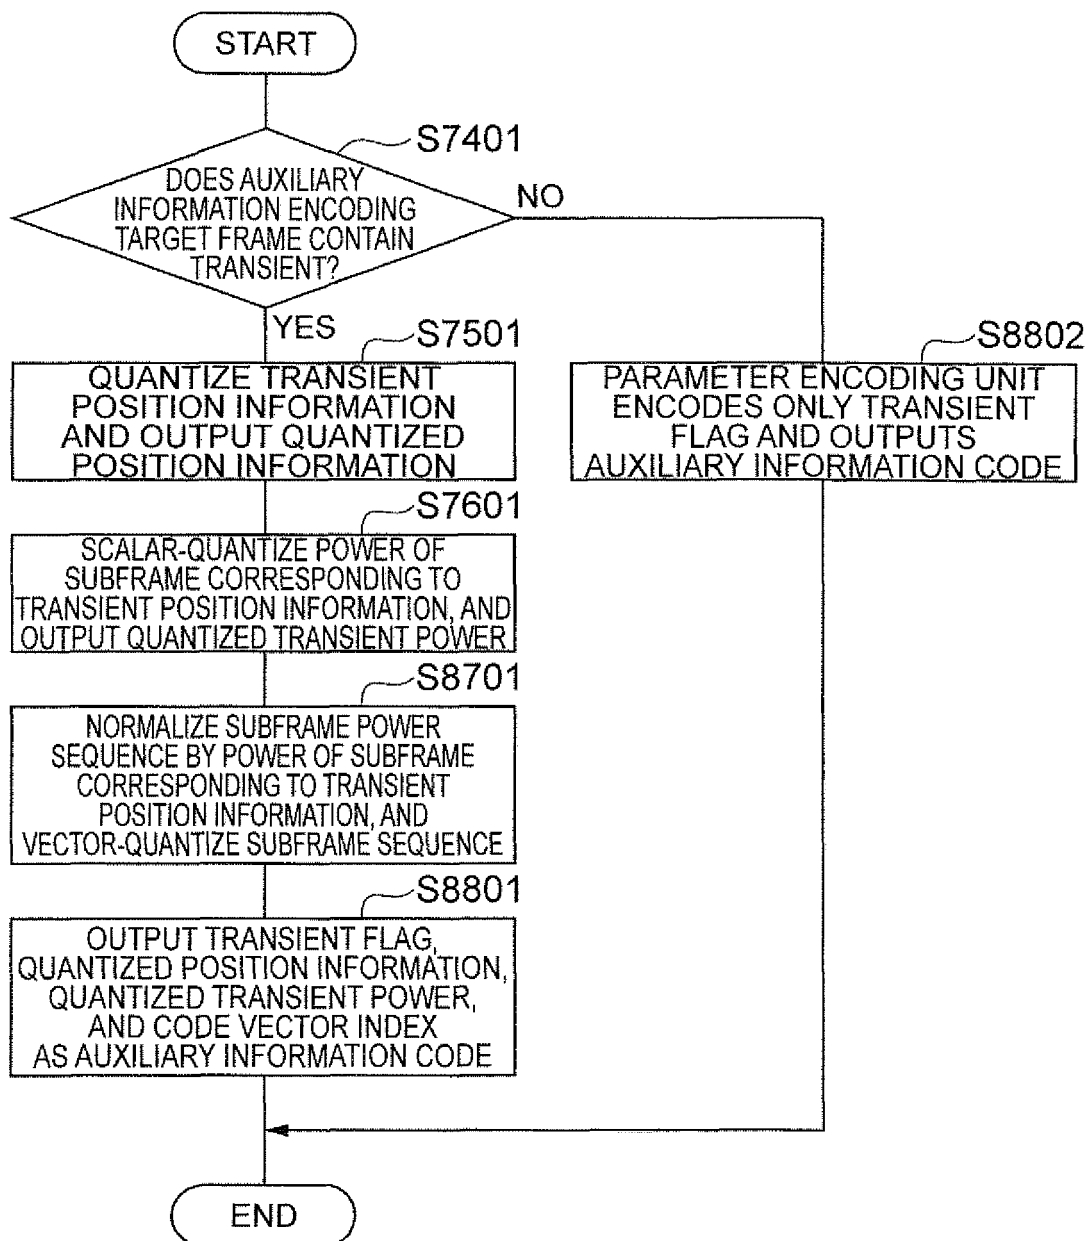 START
S7401
DOES AUXILIARY
INFORMATION ENCODING
TARGET FRAME CONTAIN
TRANSIENT?
NO
YES
S7501
QUANTIZE TRANSIENT
POSITION INFORMATION
AND OUTPUT QUANTIZED
POSITION INFORMATION
S8802
PARAMETER ENCODING UNIT
ENCODES ONLY TRANSIENT
FLAG AND OUTPUTS
AUXILIARY INFORMATION CODE
S7601
SCALAR-QUANTIZE POWER OF
SUBFRAME CORRESPONDING TO
TRANSIENT POSITION INFORMATION, AND
OUTPUT QUANTIZED TRANSIENT POWER
S8701
NORMALIZE SUBFRAME POWER
SEQUENCE BY POWER OF SUBFRAME
CORRESPONDING TO TRANSIENT
POSITION INFORMATION, AND
VECTOR-QUANTIZE SUBFRAME SEQUENCE
S8801
OUTPUT TRANSIENT FLAG,
QUANTIZED POSITION INFORMATION,
QUANTIZED TRANSIENT POWER,
AND CODE VECTOR INDEX
AS AUXILIARY INFORMATION CODE
END